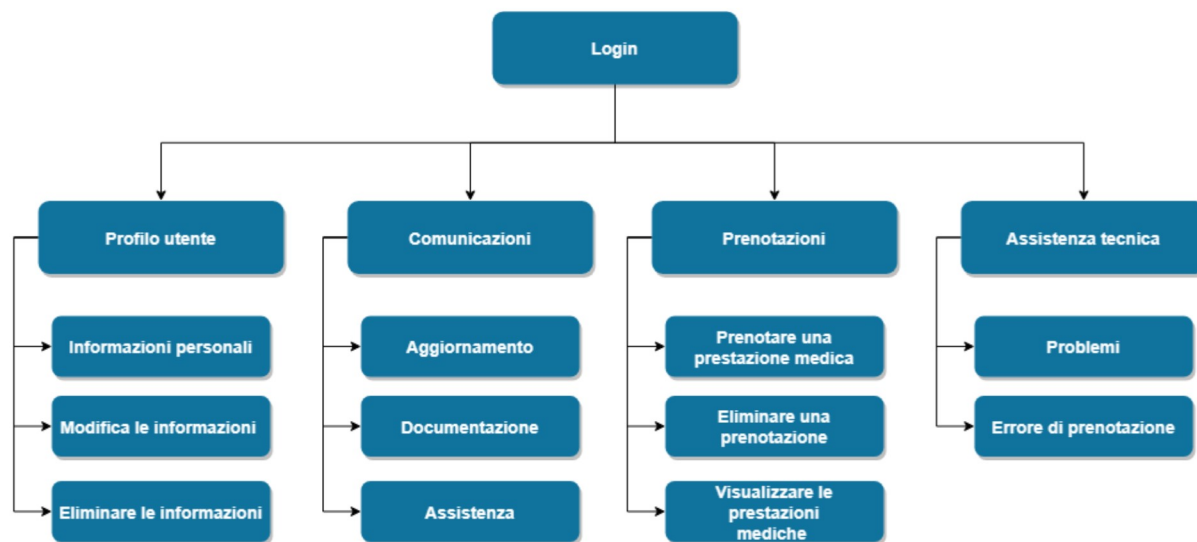 Login
Profilo utente
Comunicazioni
Prenotazioni
Assistenza tecnica
Informazioni personali
Aggiornamento
Prenotare una
prestazione medica
Problemi
Modifica le informazioni
Documentazione
Eliminare una
prenotazione
Errore di prenotazione
Eliminare le informazioni
Assistenza
Visualizzare le
prestazioni
mediche